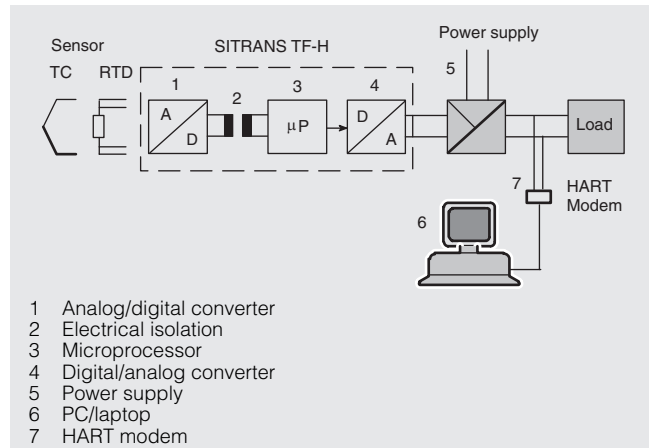 Sensor
SITRANS TF-H
Power supply
TC
RTD
1
2
3
4
5
A
D
µP
D
A
Load
7
HART
Modem
6
1 Analog/digital converter
2 Electrical isolation
3 Microprocessor
4 Digital/analog converter
5 Power supply
6 PC/laptop
7 HART modem